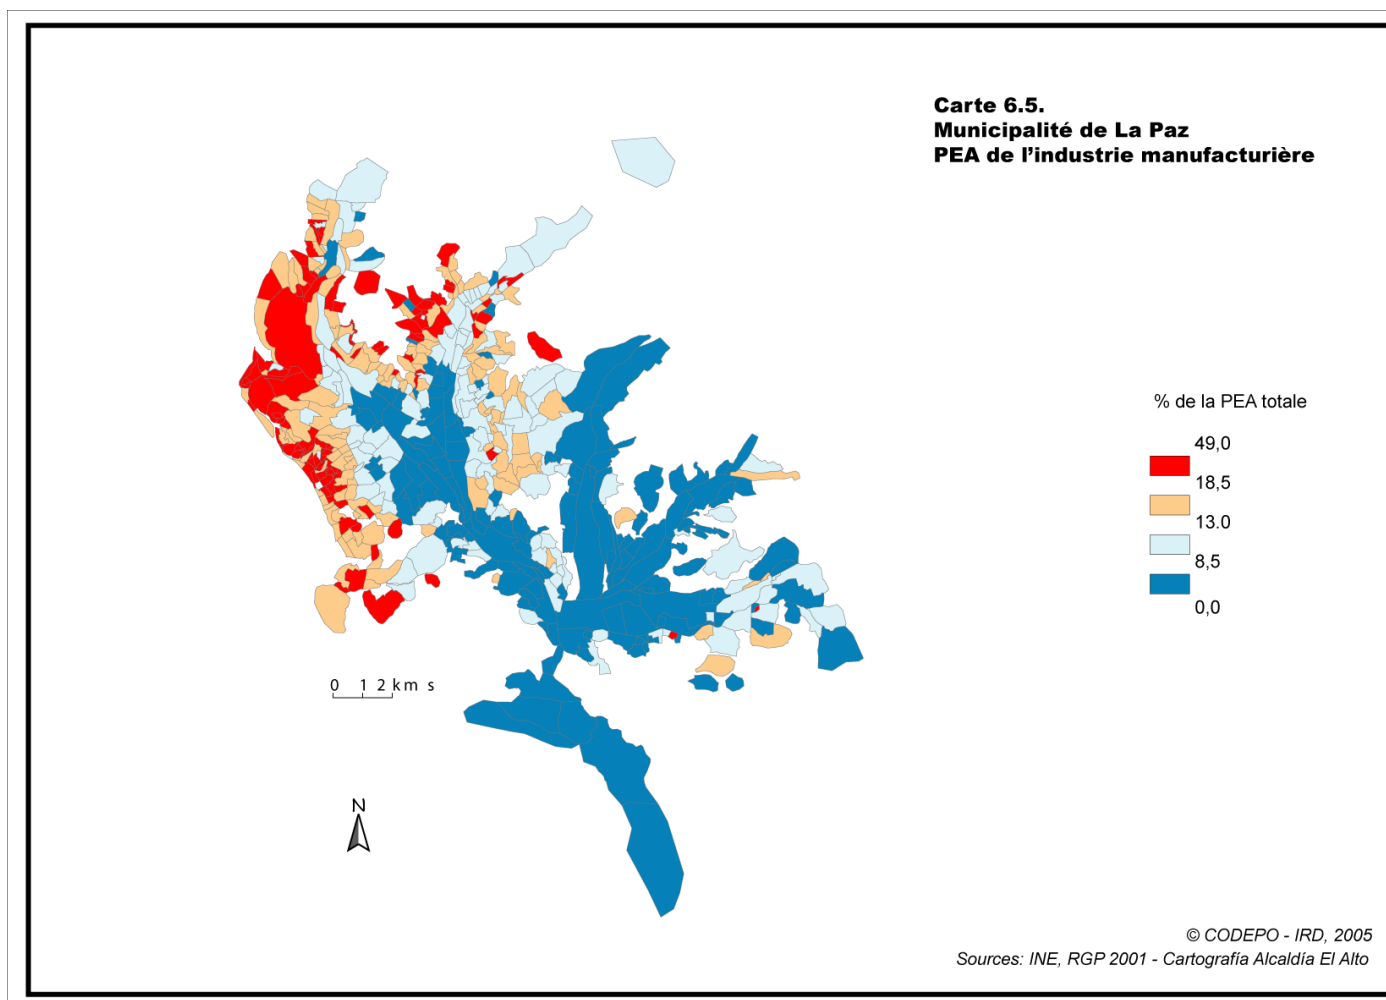 Carte 6.5.
Municipalité de La Paz
PEA de l'industrie manufacturière
% de la PEA totale
49,0
18,5
13.0
8,5
0,0
0 1 2 km s
N
© CODEPO - IRD, 2005
Sources: INE, RGP 2001 - Cartografía Alcaldía El Alto